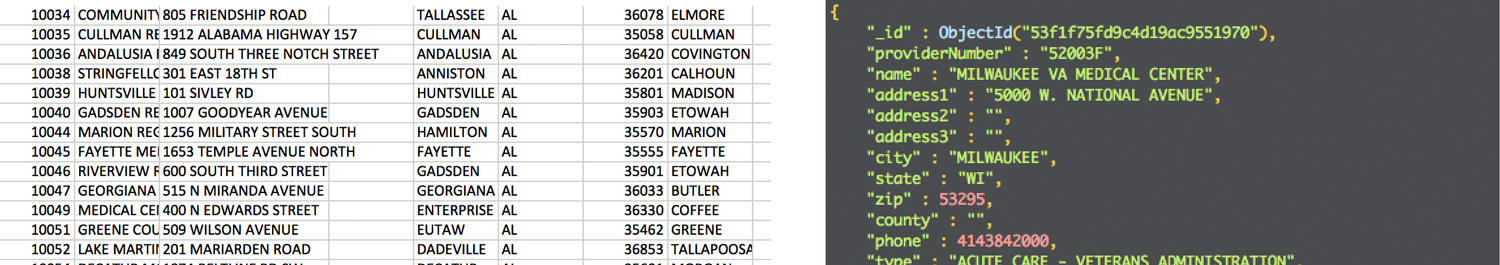 10034 COMMUNITY 805 FRIENDSHIP ROAD TALLASSEE AL 36078 ELMORE
10035 CULLMAN RE 1912 ALABAMA HIGHWAY 157 CULLMAN AL 35058 CULLMAN
10036 ANDALUSIA 849 SOUTH THREE NOTCH STREET ANDALUSIA AL 36420 COVINGTON
10038 STRINGFELLO 301 EAST 18TH ST ANNISTON AL 36201 CALHOUN
10039 HUNTSVILLE 101 SIVLEY RD HUNTSVILLE AL 35801 MADISON
10040 GADSDEN RE 1007 GOODYEAR AVENUE GADSDEN AL 35903 ETOWAH
10044 MARION REG 1256 MILITARY STREET SOUTH HAMILTON AL 35570 MARION
10045 FAYETTE ME 1653 TEMPLE AVENUE NORTH FAYETTE AL 35555 FAYETTE
10046 RIVERVIEW R 600 SOUTH THIRD STREET GADSDEN AL 35901 ETOWAH
10047 GEORGIANA 515 N MIRANDA AVENUE GEORGIANA AL 36033 BUTLER
10049 MEDICAL CE 400 N EDWARDS STREET ENTERPRISE AL 36330 COFFEE
10051 GREENE COU 509 WILSON AVENUE EUTAW AL 35462 GREENE
10052 LAKE MARTI 201 MARIARDEN ROAD DADEVILLE AL 36853 TALLAPOOSA
{
"_id" : ObjectId("53f1f75fd9c4d19ac9551970"),
"providerNumber" : "52003F",
"name" : "MILWAUKEE VA MEDICAL CENTER",
"address1" : "5000 W. NATIONAL AVENUE",
"address2" : "",
"address3" : "",
"city" : "MILWAUKEE",
"state" : "WI",
"zip" : 53295,
"county" : "",
"phone" : 4143842000,
"type" : "ACUTE CARE - VETERANS ADMINISTRATION"